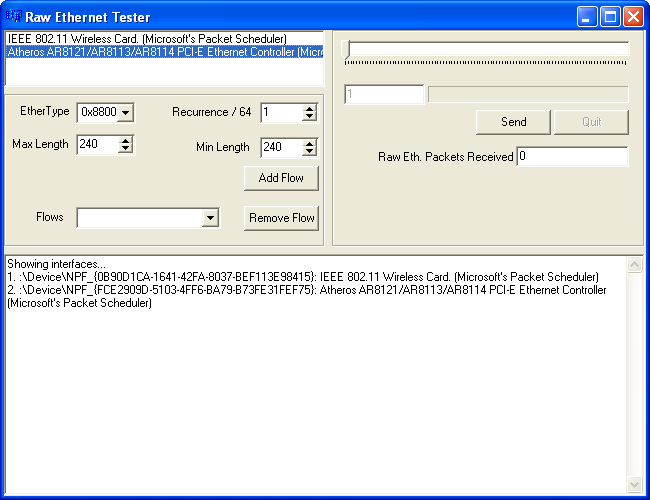 Raw Ethernet Tester
IEEE 802.11 Wireless Card. (Microsoft's Packet Scheduler)
Atheros AR8121/AR8113/AR8114 PCI-E Ethernet Controller (Micro
EtherType 0x8800 Recurrence / 64 1
Max Length 240 Min Length 240
Add Flow
Flows Remove Flow
1
Send Quit
Raw Eth. Packets Received 0
Showing interfaces...
1. :\Device\NPF_{0B90D1CA-1641-42FA-8037-BEF113E98415}: IEEE 802.11 Wireless Card. (Microsoft's Packet Scheduler)
2. :\Device\NPF_{FCE2909D-5103-4FF6-BA79-B73FE31FEF75}: Atheros AR8121/AR8113/AR8114 PCI-E Ethernet Controller
(Microsoft's Packet Scheduler)